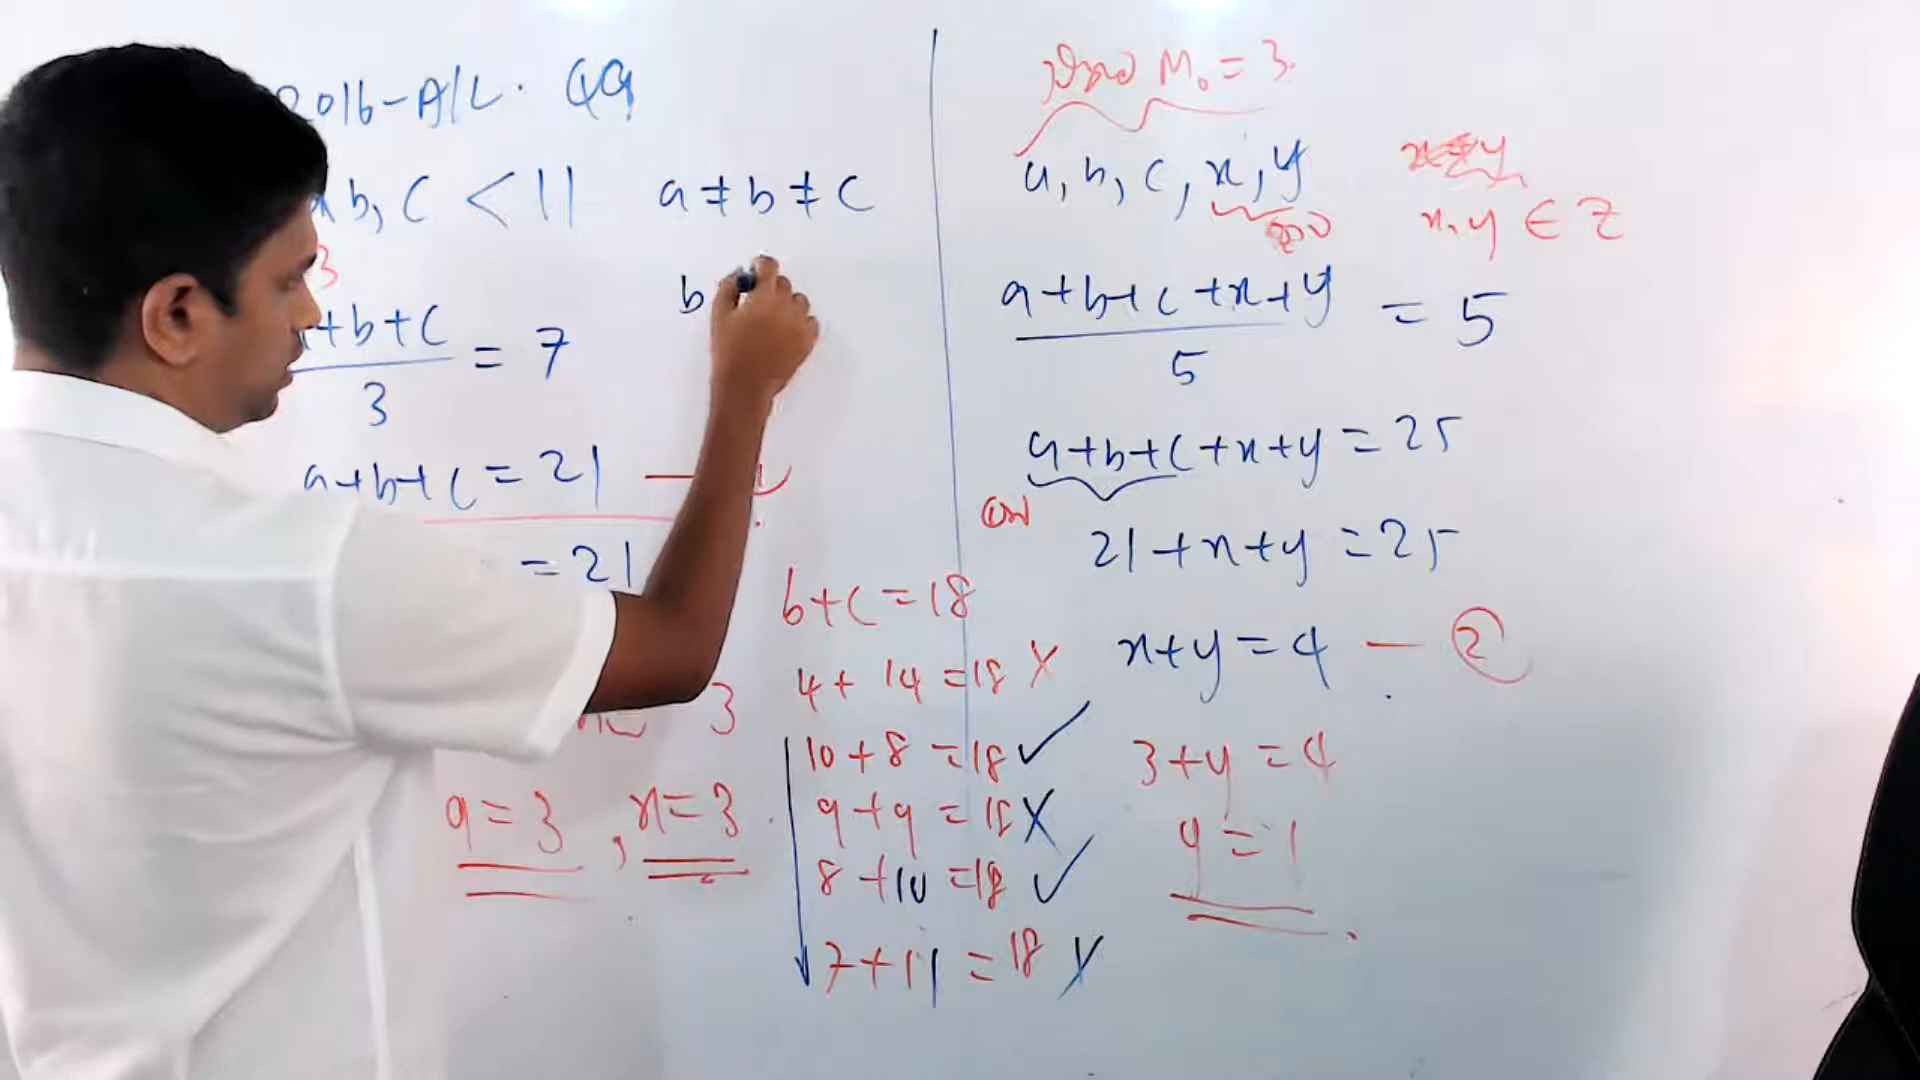 2016-A/L. Q9
b, c < 11 a ≠ b ≠ c
3
b
+b+c = 7
3
a+b+c = 21 —
= 21
b+c = 18
3
4 + 14 = 18 X
10 + 8 = 18 ✓
9 + 9 = 18 X
8 + 10 = 18 ✓
7 + 11 = 18 X
a = 3 , x = 3
M₀ = 3
a, b, c, x, y
x, y ∈ Z
a+b+c+x+y = 5
5
a+b+c+x+y = 25
21+x+y = 25
x+y = 4 — ②
3+y = 4
y = 1